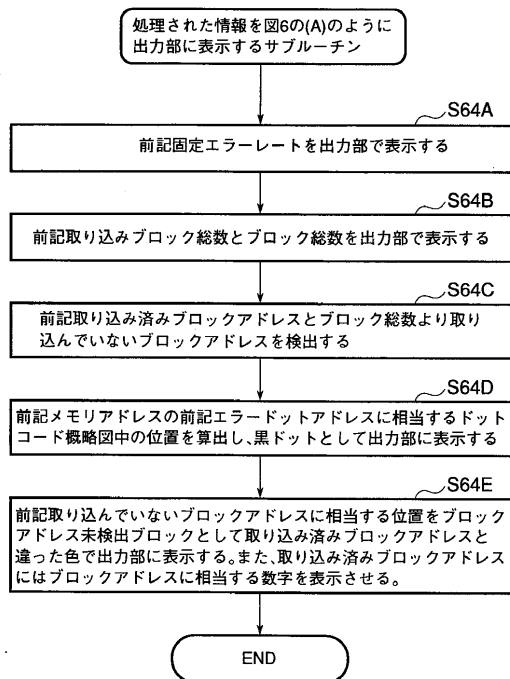 処理された情報を図6の(A)のように
出力部に表示するサブルーチン
S64A
前記固定エラーレートを出力部で表示する
S64B
前記取り込みブロック総数とブロック総数を出力部で表示する
S64C
前記取り込み済みブロックアドレスとブロック総数より取り
込んでいないブロックアドレスを検出する
S64D
前記メモリアドレスの前記エラードットアドレスに相当するドット
コード概略図中の位置を算出し、黒ドットとして出力部に表示する
S64E
前記取り込んでいないブロックアドレスに相当する位置をブロック
アドレス未検出ブロックとして取り込み済みブロックアドレスと
違った色で出力部に表示する。また、取り込み済みブロックアドレス
にはブロックアドレスに相当する数字を表示させる。
END